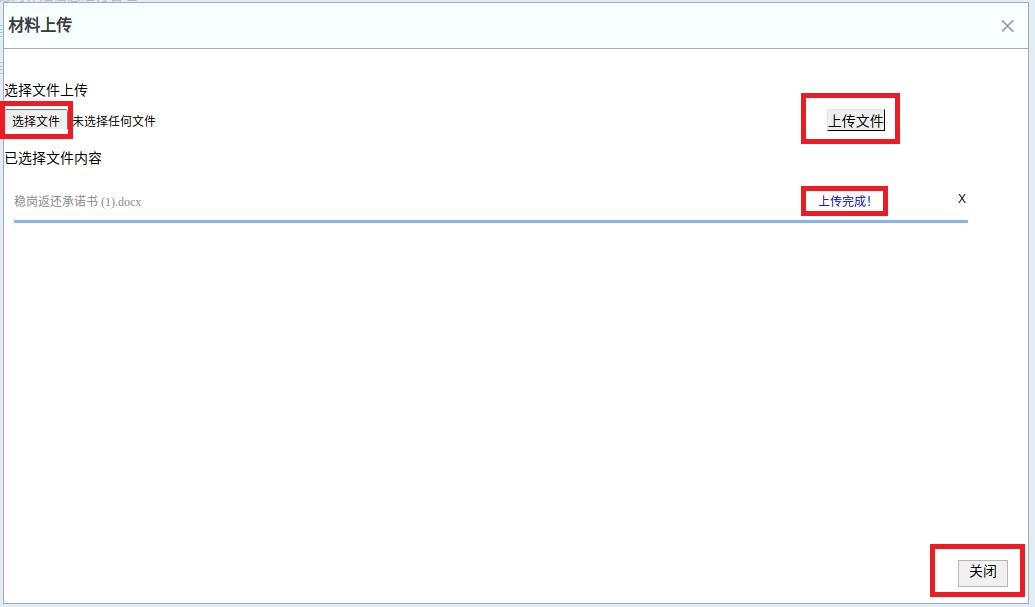 材料上传
选择文件上传
选择文件 未选择任何文件 上传文件
已选择文件内容
稳岗返还承诺书 (1).docx 上传完成! X
关闭